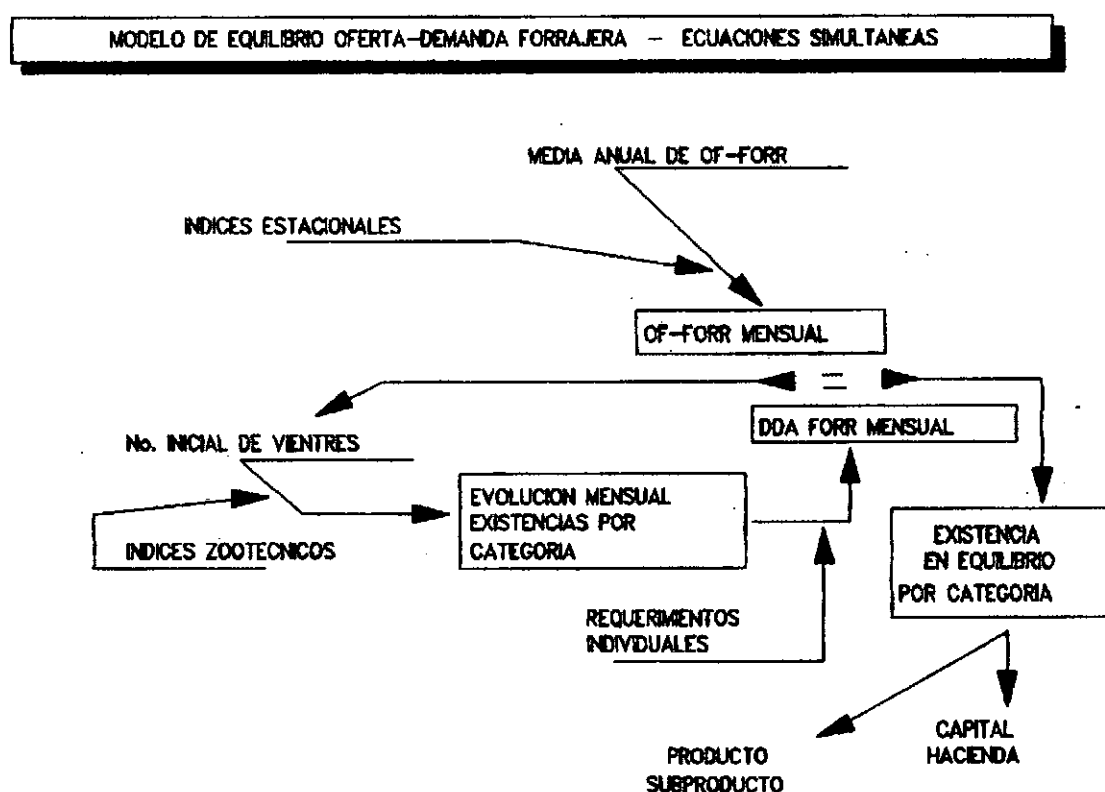 MODELO DE EQUILIBRIO OFERTA-DEMANDA FORRAJERA - ECUACIONES SIMULTANEAS
MEDIA ANUAL DE OF-FORR
INDICES ESTACIONALES
OF-FORR MENSUAL
=
DDA FORR MENSUAL
No. INICIAL DE VIENTRES
EVOLUCION MENSUAL
EXISTENCIAS POR
CATEGORIA
INDICES ZOOTECNICOS
EXISTENCIA
EN EQUILIBRIO
POR CATEGORIA
REQUERIMIENTOS
INDIVIDUALES
CAPITAL
HACIENDA
PRODUCTO
SUBPRODUCTO